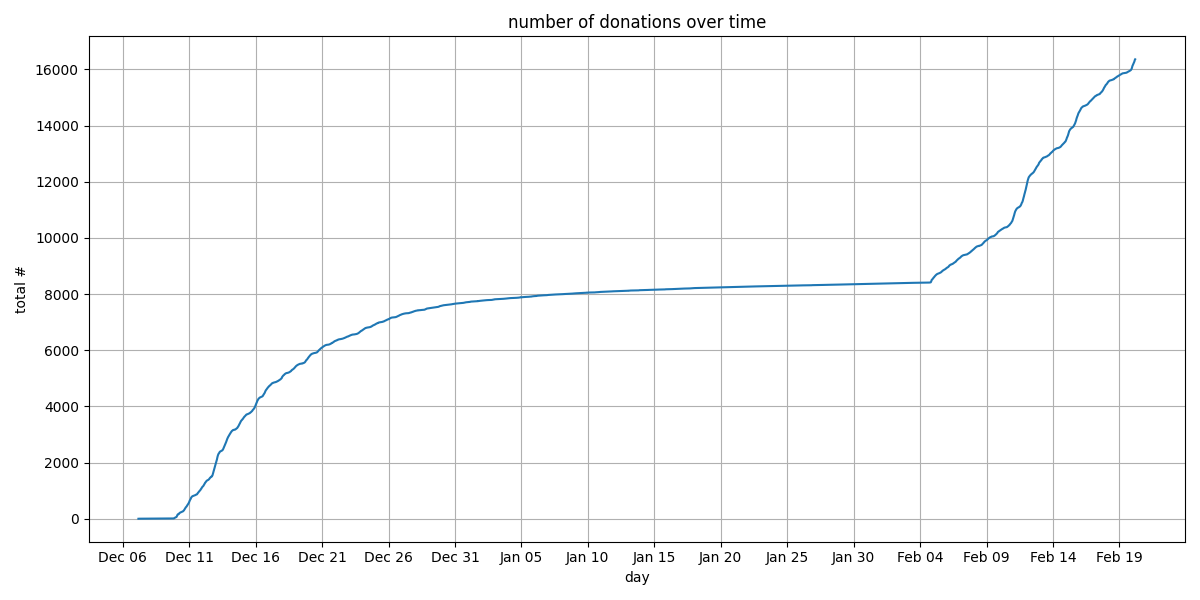 number of donations over time
total #
16000
14000
12000
10000
8000
6000
4000
2000
0
Dec 06 Dec 11 Dec 16 Dec 21 Dec 26 Dec 31 Jan 05 Jan 10 Jan 15 Jan 20 Jan 25 Jan 30 Feb 04 Feb 09 Feb 14 Feb 19
day